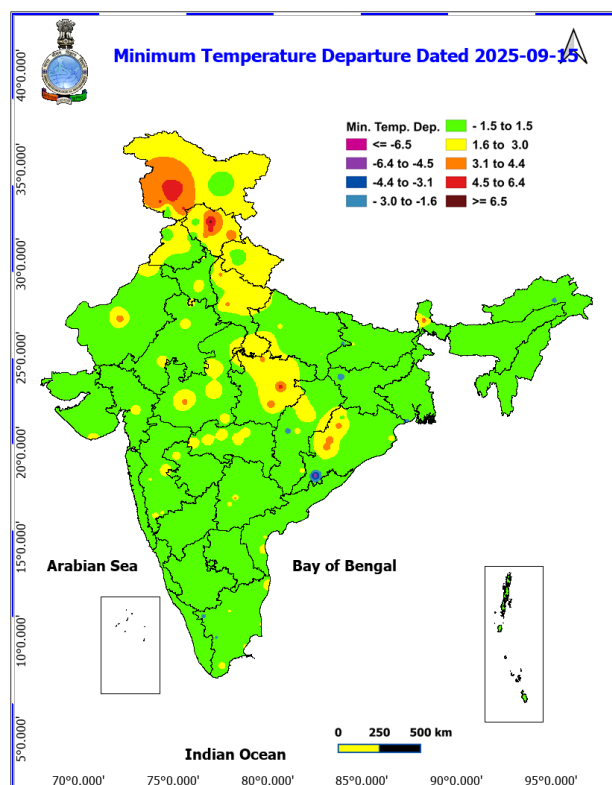 Minimum Temperature Departure Dated 2025-09-15
Min. Temp. Dep.
<= -6.5
-6.4 to -4.5
-4.4 to -3.1
- 3.0 to -1.6
- 1.5 to 1.5
1.6 to 3.0
3.1 to 4.4
4.5 to 6.4
>= 6.5
40°0.000'
35°0.000'
30°0.000'
25°0.000'
20°0.000'
15°0.000'
10°0.000'
5°0.000'
Arabian Sea
Bay of Bengal
Indian Ocean
0 250 500 km
70°0.000' 75°0.000' 80°0.000' 85°0.000' 90°0.000' 95°0.000'